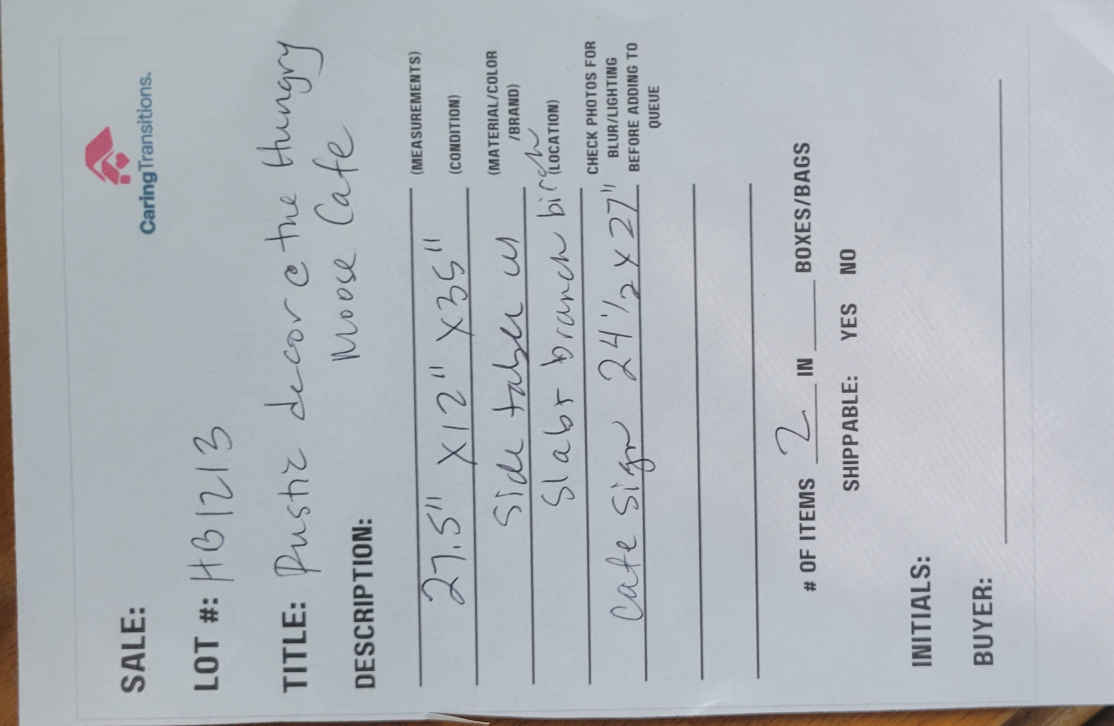 CaringTransitions.
SALE:
LOT #: HB1213
TITLE: Rustic decor @ the Hungry
Moose Cafe
DESCRIPTION:
(MEASUREMENTS)
27.5" X 12" X 35" (CONDITION)
Side table w/ (MATERIAL/COLOR
/BRAND)
Slab + branch birch (LOCATION)
CHECK PHOTOS FOR
BLUR/LIGHTING
Cafe sign 24 1/2 X 27" BEFORE ADDING TO
QUEUE
# OF ITEMS 2 IN BOXES/BAGS
SHIPPABLE: YES NO
INITIALS:
BUYER: